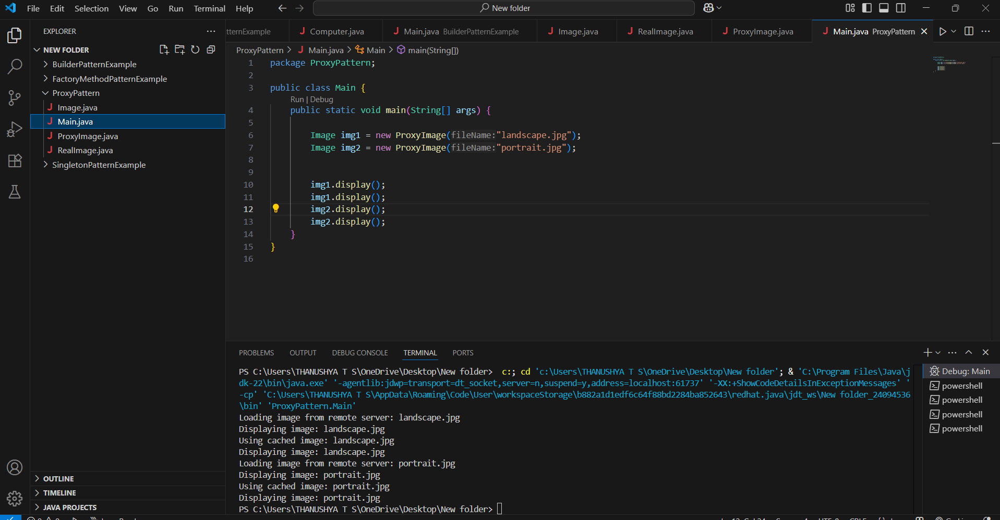 File Edit Selection View Go Run Terminal Help
New folder
EXPLORER
NEW FOLDER
BuilderPatternExample
FactoryMethodPatternExample
ProxyPattern
Image.java
Main.java
ProxyImage.java
RealImage.java
SingletonPatternExample
OUTLINE
TIMELINE
JAVA PROJECTS
Computer.java Main.java BuilderPatternExample Image.java RealImage.java ProxyImage.java Main.java ProxyPattern
ProxyPattern > Main.java > Main > main(String[])
1 package ProxyPattern;
2
3 public class Main {
Run | Debug
4 public static void main(String[] args) {
5
6 Image img1 = new ProxyImage(fileName:"landscape.jpg");
7 Image img2 = new ProxyImage(fileName:"portrait.jpg");
8
9
10 img1.display();
11 img1.display();
12 img2.display();
13 img2.display();
14 }
15 }
16
PROBLEMS OUTPUT DEBUG CONSOLE TERMINAL PORTS
PS C:\Users\THANUSHYA T S\OneDrive\Desktop\New folder>  c:; cd 'c:\Users\THANUSHYA T S\OneDrive\Desktop\New folder'; & 'C:\Program Files\Java\j
dk-22\bin\java.exe' '-agentlib:jdwp=transport=dt_socket,server=n,suspend=y,address=localhost:61737' '-XX:+ShowCodeDetailsInExceptionMessages' '
-cp' 'C:\Users\THANUSHYA T S\AppData\Roaming\Code\User\workspaceStorage\b882a1d1edf6c64f88bd2284ba852643\redhat.java\jdt_ws\New folder_24094536
\bin' 'ProxyPattern.Main'
Loading image from remote server: landscape.jpg
Displaying image: landscape.jpg
Using cached image: landscape.jpg
Displaying image: landscape.jpg
Loading image from remote server: portrait.jpg
Displaying image: portrait.jpg
Using cached image: portrait.jpg
Displaying image: portrait.jpg
PS C:\Users\THANUSHYA T S\OneDrive\Desktop\New folder>
Debug: Main
powershell
powershell
powershell
powershell